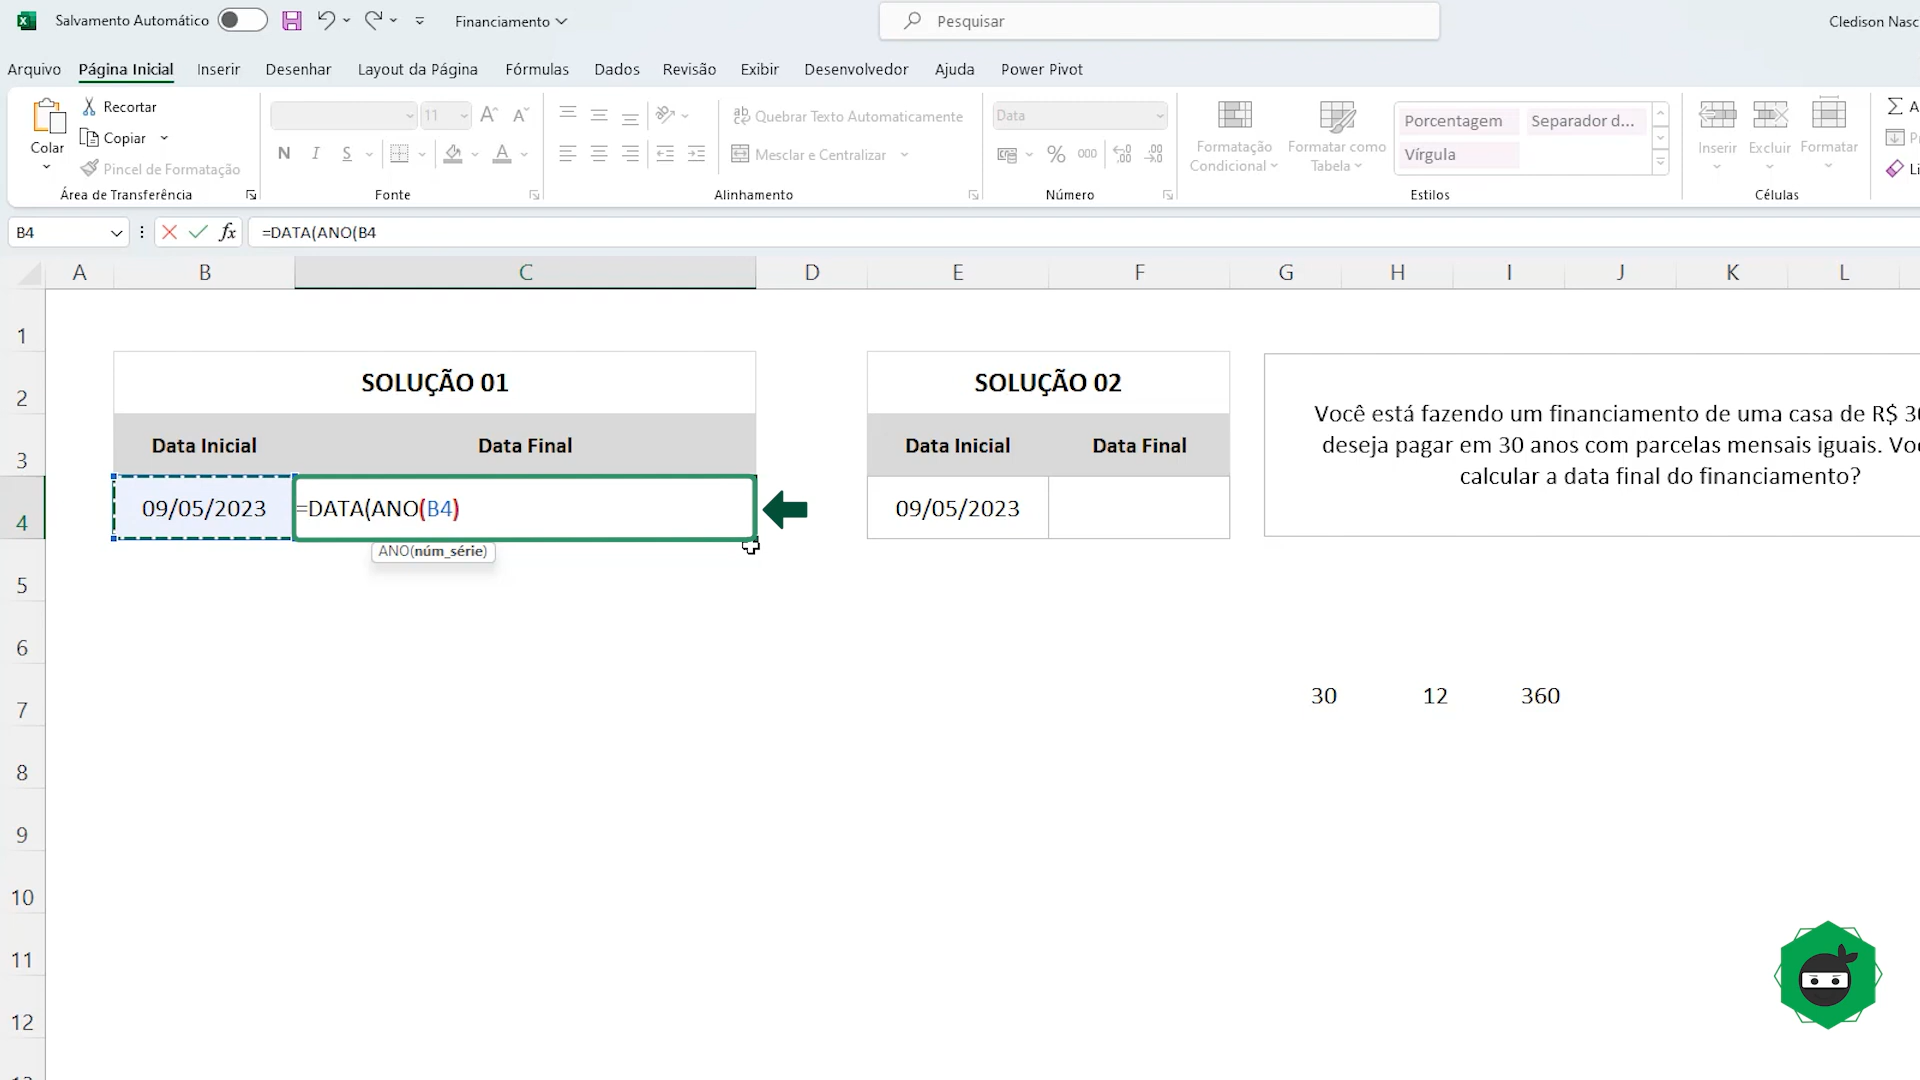 Salvamento Automático
Financiamento
Pesquisar
Cledison Nasc
Arquivo Página Inicial Inserir Desenhar Layout da Página Fórmulas Dados Revisão Exibir Desenvolvedor Ajuda Power Pivot
Colar
Recortar
Copiar
Pincel de Formatação
Área de Transferência
11
N I S
Fonte
Quebrar Texto Automaticamente
Mesclar e Centralizar
Alinhamento
Data
% 000
Número
Formatação Condicional
Formatar como Tabela
Porcentagem
Separador d...
Vírgula
Estilos
Inserir
Excluir
Formatar
Células
B4
fx
=DATA(ANO(B4
A B C D E F G H I J K L
1
2
SOLUÇÃO 01
SOLUÇÃO 02
3
Data Inicial Data Final
Data Inicial Data Final
Você está fazendo um financiamento de uma casa de R$
deseja pagar em 30 anos com parcelas mensais iguais.
calcular a data final do financiamento?
4
09/05/2023
=DATA(ANO(B4)
09/05/2023
ANO(núm_série)
5
6
7
30 12 360
8
9
10
11
12